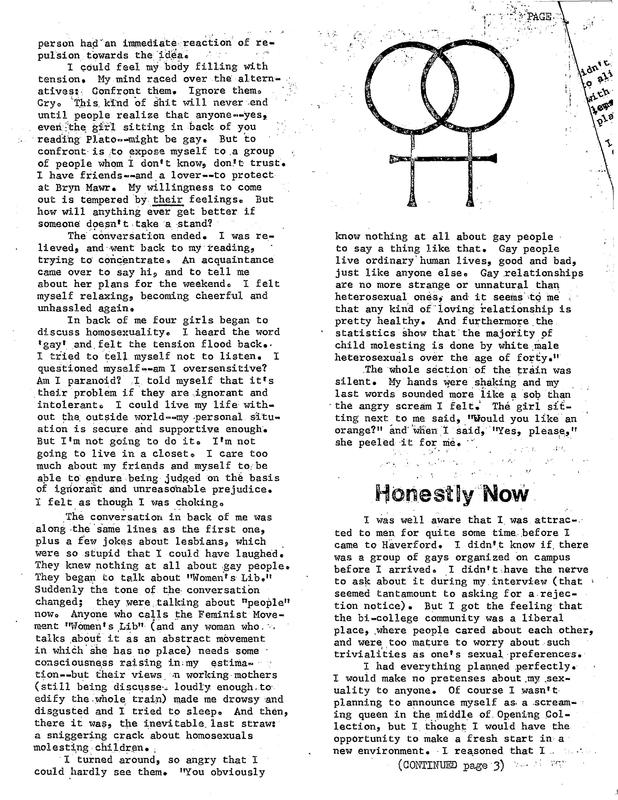 PAGE
person had an immediate reaction of re-
pulsion towards the idea.
I could feel my body filling with
tension. My mind raced over the altern-
atives: Confront them. Ignore them.
Cry. This kind of shit will never end
until people realize that anyone--yes,
even the girl sitting in back of you
reading Plato--might be gay. But to
confront is to expose myself to a group
of people whom I don't know, don't trust.
I have friends--and a lover--to protect
at Bryn Mawr. My willingness to come
out is tempered by their feelings. But
how will anything ever get better if
someone doesn't take a stand?
The conversation ended. I was re-
lieved, and went back to my reading,
trying to concentrate. An acquaintance
came over to say hi, and to tell me
about her plans for the weekend. I felt
myself relaxing, becoming cheerful and
unhassled again.
In back of me four girls began to
discuss homosexuality. I heard the word
'gay' and felt the tension flood back.
I tried to tell myself not to listen. I
questioned myself--am I oversensitive?
Am I paranoid? I told myself that it's
their problem if they are ignorant and
intolerant. I could live my life with-
out the outside world--my personal situ-
ation is secure and supportive enough.
But I'm not going to do it. I'm not
going to live in a closet. I care too
much about my friends and myself to be
able to endure being judged on the basis
of ignorant and unreasonable prejudice.
I felt as though I was choking.
The conversation in back of me was
along the same lines as the first one,
plus a few jokes about lesbians, which
were so stupid that I could have laughed.
They knew nothing at all about gay people.
They began to talk about "Women's Lib."
Suddenly the tone of the conversation
changed; they were talking about "people"
now. Anyone who calls the Feminist Move-
ment "Women's Lib" (and any woman who
talks about it as an abstract movement
in which she has no place) needs some
consciousness raising in my estima-
tion--but their views on working mothers
(still being discusse loudly enough to
edify the whole train) made me drowsy and
disgusted and I tried to sleep. And then,
there it was, the inevitable last straw:
a sniggering crack about homosexuals
molesting children.
I turned around, so angry that I
could hardly see them. "You obviously
know nothing at all about gay people
to say a thing like that. Gay people
live ordinary human lives, good and bad,
just like anyone else. Gay relationships
are no more strange or unnatural than
heterosexual ones, and it seems to me
that any kind of loving relationship is
pretty healthy. And furthermore the
statistics show that the majority of
child molesting is done by white male
heterosexuals over the age of forty."
The whole section of the train was
silent. My hands were shaking and my
last words sounded more like a sob than
the angry scream I felt. The girl sit-
ting next to me said, "Would you like an
orange?" and when I said, "Yes, please,"
she peeled it for me.
Honestly Now
I was well aware that I was attrac-
ted to men for quite some time before I
came to Haverford. I didn't know if there
was a group of gays organized on campus
before I arrived. I didn't have the nerve
to ask about it during my interview (that
seemed tantamount to asking for a rejec-
tion notice). But I got the feeling that
the bi-college community was a liberal
place, where people cared about each other,
and were too mature to worry about such
trivialities as one's sexual preferences.
I had everything planned perfectly.
I would make no pretenses about my sex-
uality to anyone. Of course I wasn't
planning to announce myself as a scream-
ing queen in the middle of Opening Col-
lection, but I thought I would have the
opportunity to make a fresh start in a
new environment. I reasoned that I
(CONTINUED page 3)
idn't
with